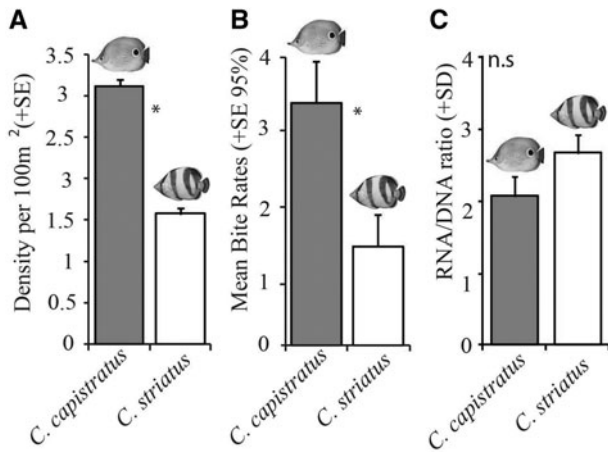 A
Density per 100m²(+SE)
3.5
3
2.5
2
1.5
1
0.5
0
*
C. capistratus
C. striatus
B
Mean Bite Rates (+SE 95%)
4
3
2
1
0
*
C. capistratus
C. striatus
C
RNA/DNA ratio (+SD)
4
3
2
1
0
n.s
C. capistratus
C. striatus